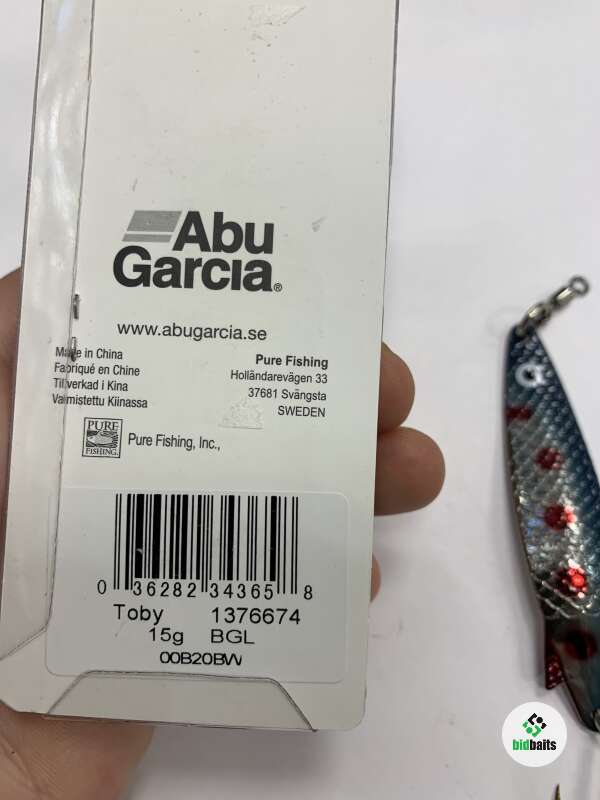 Abu
Garcia®
www.abugarcia.se
Made in China
Fabriqué en Chine
Tillverkad i Kina
Valmistettu Kiinassa
Pure Fishing
Holländarevägen 33
37681 Svängsta
SWEDEN
PURE
FISHING.
Pure Fishing, Inc.,
0 36282 34365 8
Toby 1376674
15g BGL
00B20BW
bidbaits